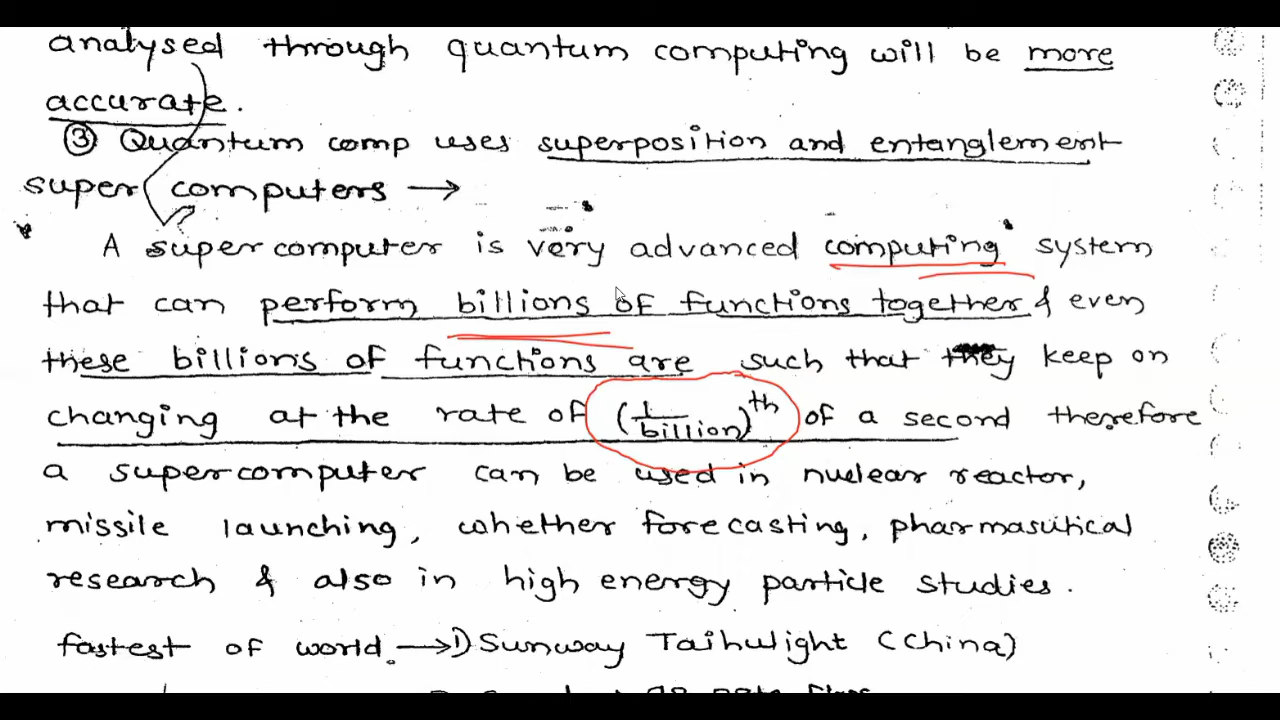 analysed through quantum computing will be more
accurate.
③ Quantum comp uses superposition and entanglement
super computers →
A supercomputer is very advanced computing system
that can perform billions of functions together & even
these billions of functions are such that they keep on
changing at the rate of (1/billion)th of a second therefore
a supercomputer can be used in nuclear reactor,
missile launching, whether forecasting, pharmasutical
research & also in high energy particle studies.
fastest of world. → 1) Sunway Taihulight (China)